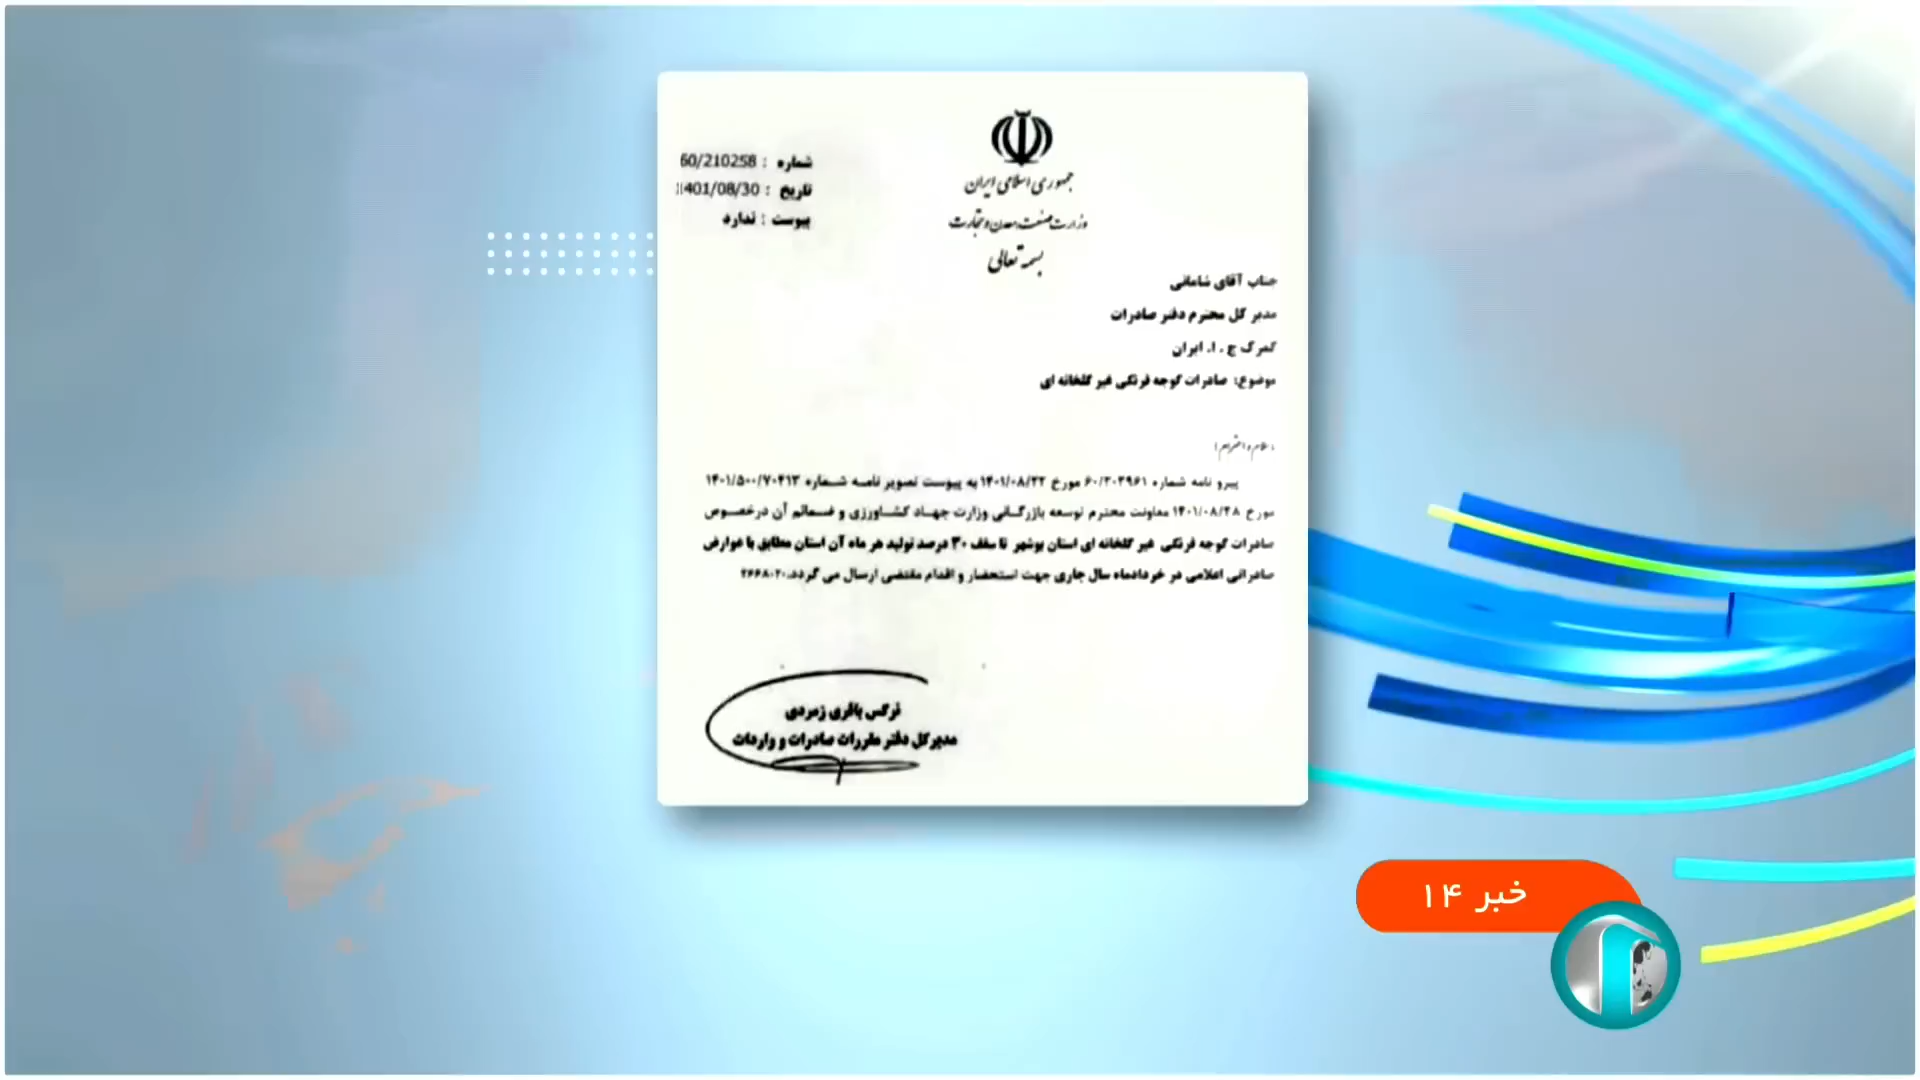 جمهوری اسلامی ایران
وزارت صنعت، معدن و تجارت
بسمه تعالی
شماره : 60/210258
تاریخ : 1401/08/30
پیوست : ندارد
جناب آقای شامانی
مدیر کل محترم دفتر صادرات
گمرک ج . ا. ایران
موضوع: صادرات گوجه فرنگی غیر گلخانه ای
سلام و احترام؛
پیرو نامه شماره ۶۰/۲۰۲۹۶۱ مورخ ۱۴۰۱/۰۸/۲۲ به پیوست تصویر نامه شماره ۱۴۰۱/۵۰۰/۷۰۴۱۳
مورخ ۱۴۰۱/۰۸/۲۸ معاونت محترم توسعه بازرگانی وزارت جهاد کشاورزی و ضمائم آن درخصوص
صادرات گوجه فرنگی غیر گلخانه ای استان بوشهر تا سقف ۳۰ درصد تولید هر ماه آن استان مطابق با عوارض
صادراتی اعلامی در خردادماه سال جاری جهت استحضار و اقدام مقتضی ارسال می گردد.
نرگس باقری زمردی
مدیرکل دفتر مقررات صادرات و واردات
خبر ۱۴